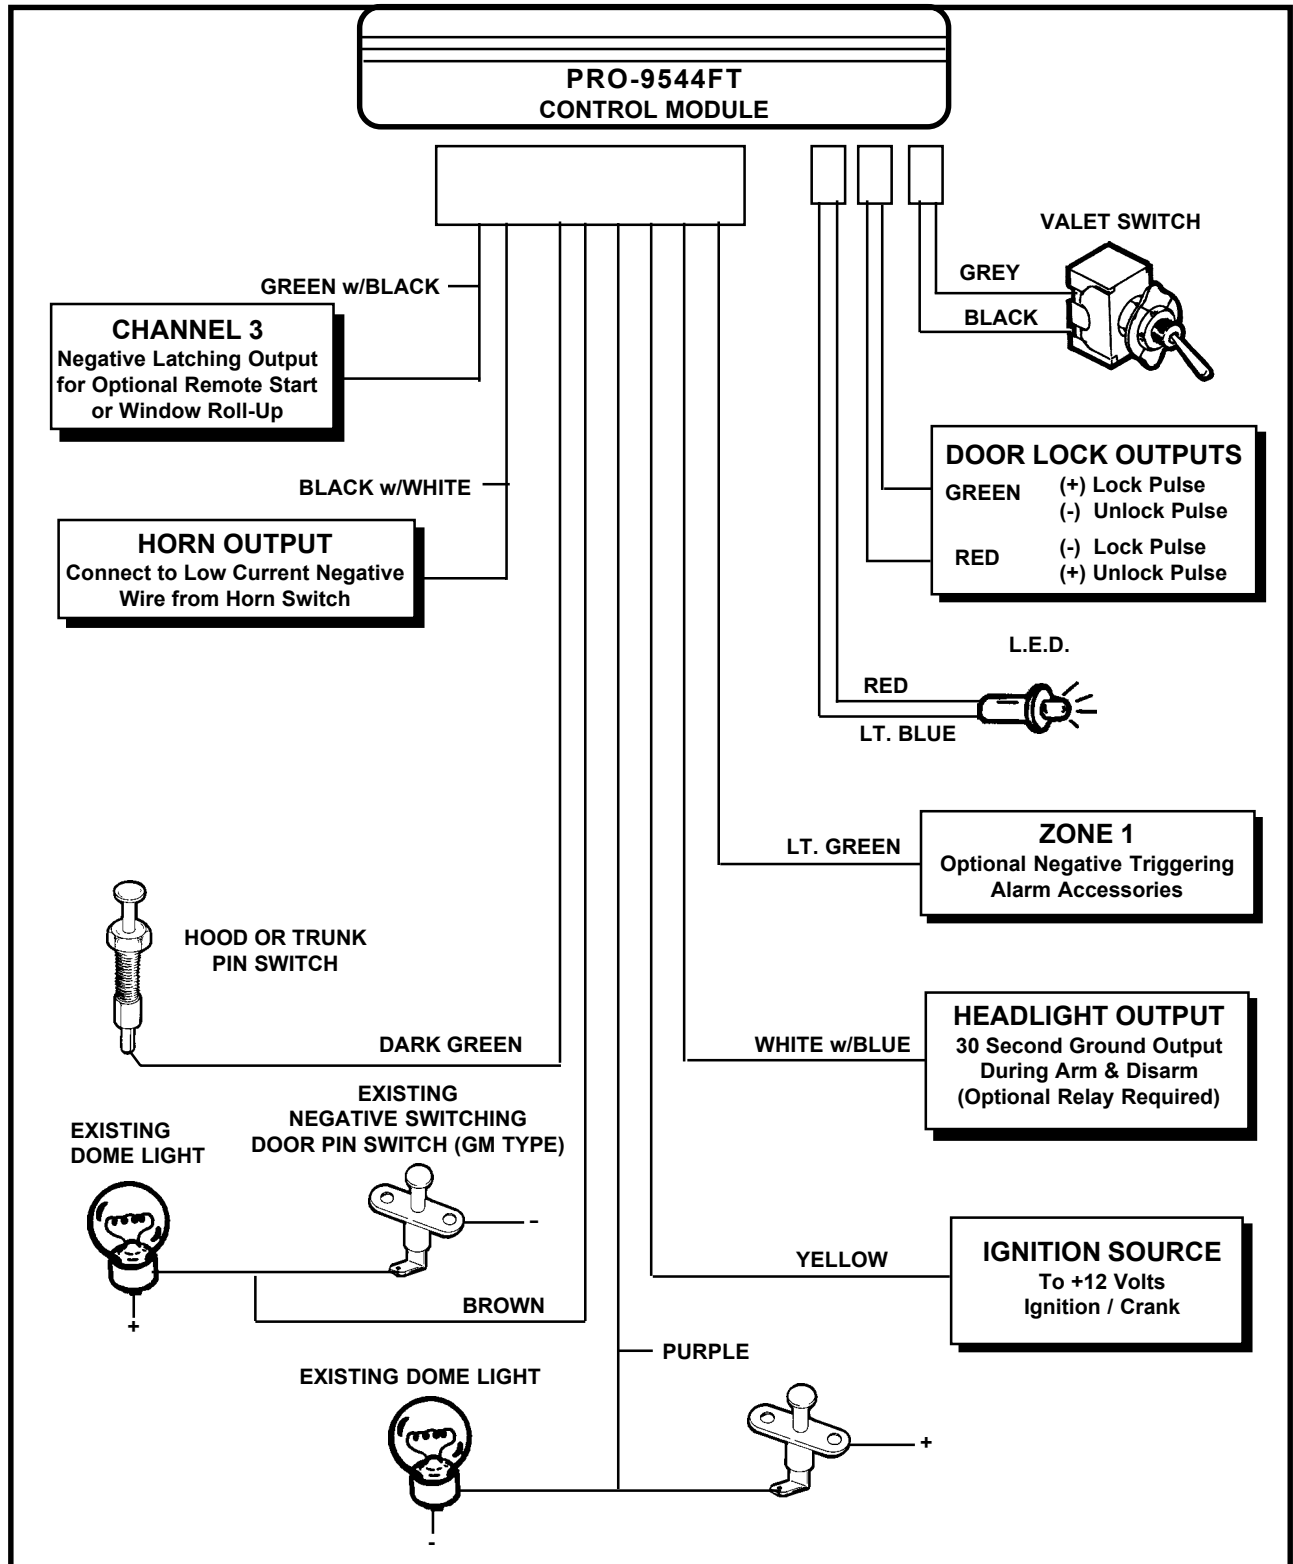 PRO-9544FT
CONTROL MODULE
VALET SWITCH
GREY
BLACK
GREEN w/BLACK
CHANNEL 3
Negative Latching Output
for Optional Remote Start
or Window Roll-Up
DOOR LOCK OUTPUTS
GREEN
(+) Lock Pulse
(-) Unlock Pulse
RED
(-) Lock Pulse
(+) Unlock Pulse
BLACK w/WHITE
HORN OUTPUT
Connect to Low Current Negative
Wire from Horn Switch
L.E.D.
RED
LT. BLUE
LT. GREEN
ZONE 1
Optional Negative Triggering
Alarm Accessories
HOOD OR TRUNK
PIN SWITCH
DARK GREEN
WHITE w/BLUE
HEADLIGHT OUTPUT
30 Second Ground Output
During Arm & Disarm
(Optional Relay Required)
EXISTING
NEGATIVE SWITCHING
DOOR PIN SWITCH (GM TYPE)
EXISTING
DOME LIGHT
-
+
BROWN
YELLOW
IGNITION SOURCE
To +12 Volts
Ignition / Crank
PURPLE
EXISTING DOME LIGHT
+
-